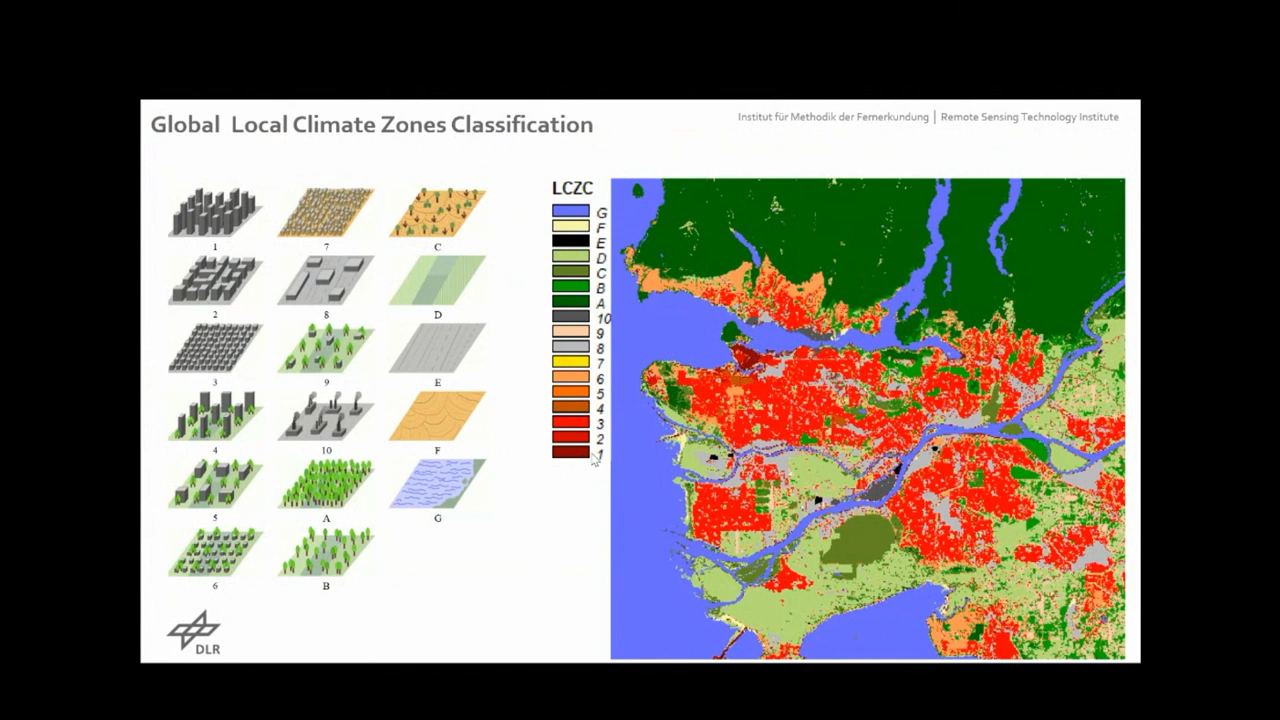 Global Local Climate Zones Classification
Institut für Methodik der Fernerkundung | Remote Sensing Technology Institute
1
7
C
2
8
D
3
9
E
4
10
F
5
A
G
6
B
LCZC
G
F
E
D
C
B
A
10
9
8
7
6
5
4
3
2
1
DLR